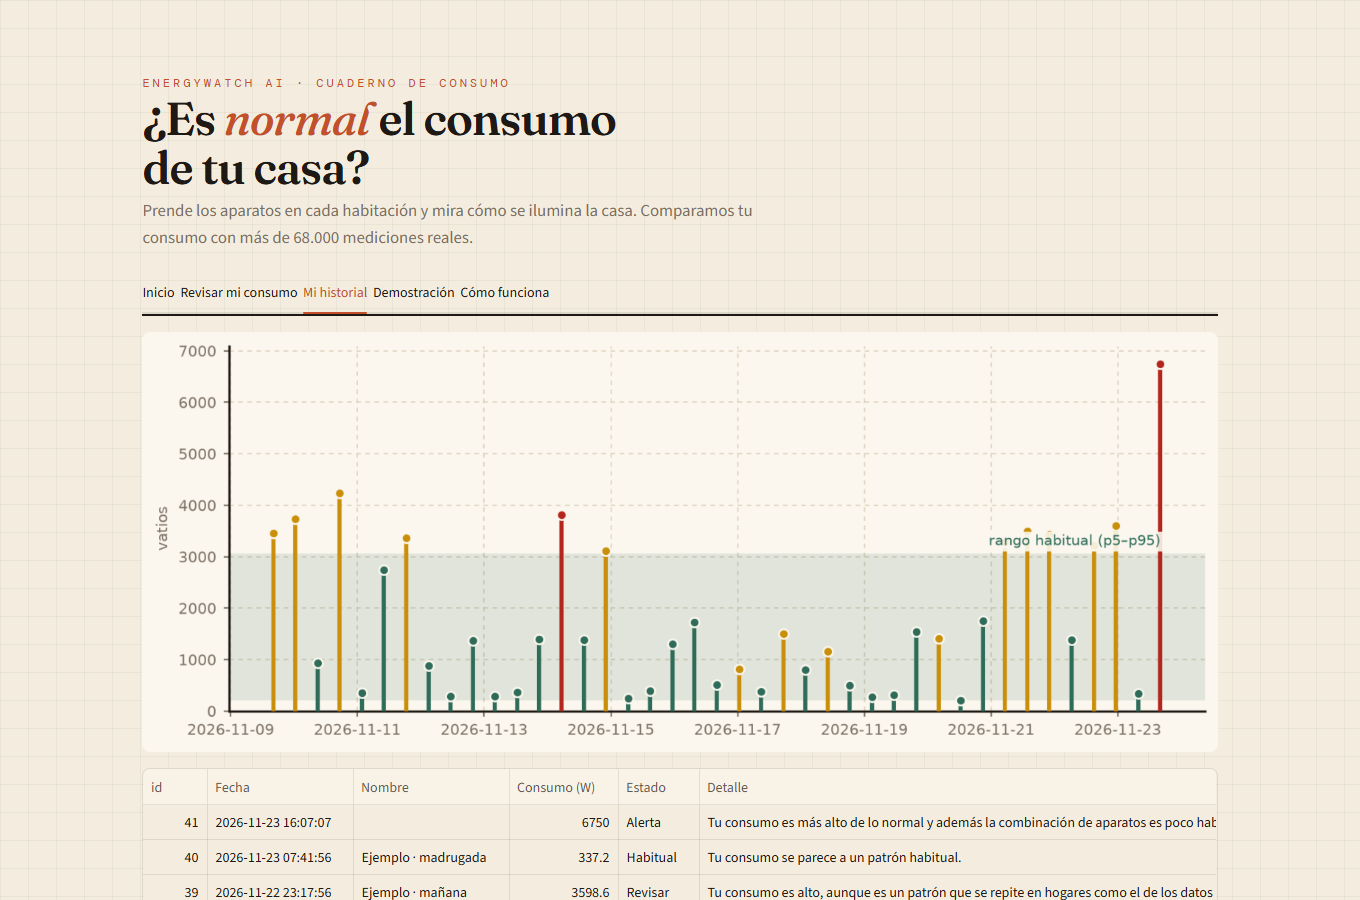 ENERGYWATCH AI · CUADERNO DE CONSUMO
¿Es normal el consumo
de tu casa?
Prende los aparatos en cada habitación y mira cómo se ilumina la casa. Comparamos tu
consumo con más de 68.000 mediciones reales.
Inicio Revisar mi consumo Mi historial Demostración Cómo funciona
7000
6000
5000
4000
3000
2000
1000
0
vatios
rango habitual (p5–p95)
2026-11-09 2026-11-11 2026-11-13 2026-11-15 2026-11-17 2026-11-19 2026-11-21 2026-11-23
id Fecha Nombre Consumo (W) Estado Detalle
41 2026-11-23 16:07:07 6750 Alerta Tu consumo es más alto de lo normal y además la combinación de aparatos es poco hab
40 2026-11-23 07:41:56 Ejemplo · madrugada 337.2 Habitual Tu consumo se parece a un patrón habitual.
39 2026-11-22 23:17:56 Ejemplo · mañana 3598.6 Revisar Tu consumo es alto, aunque es un patrón que se repite en hogares como el de los datos